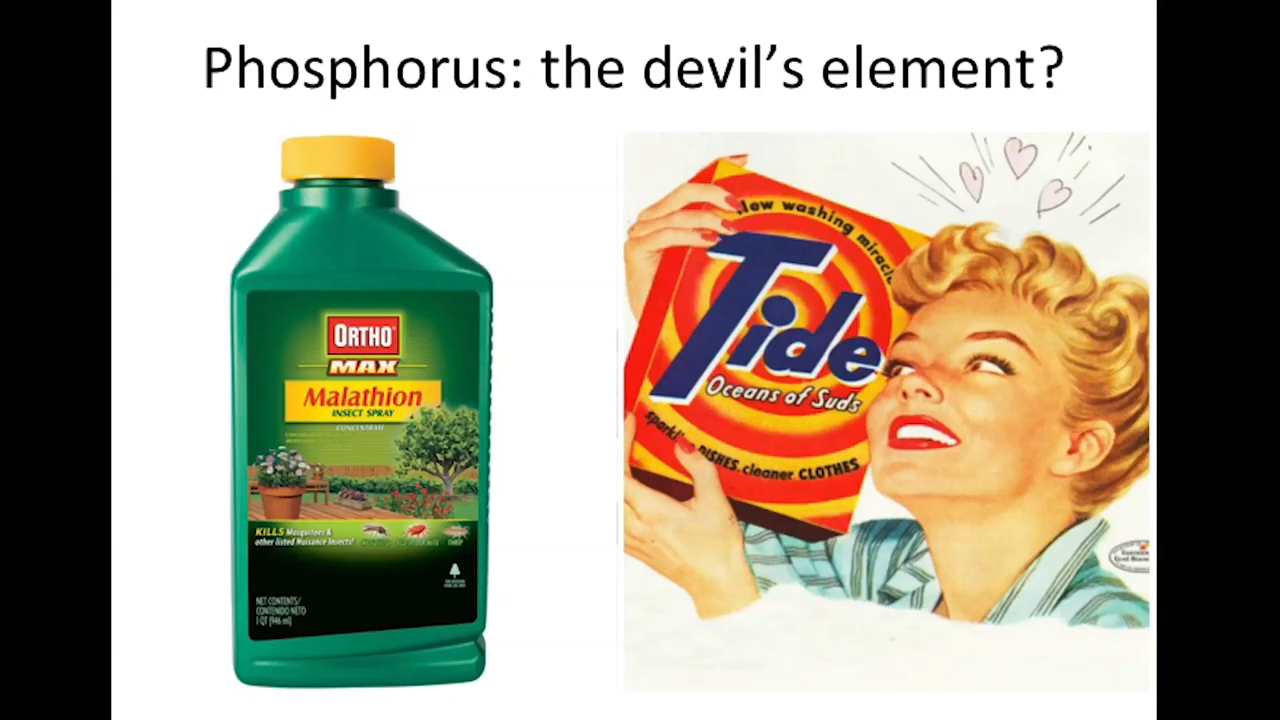 Phosphorus: the devil's element?
ORTHO
MAX
Malathion
INSECT SPRAY
CONCENTRATE
KILLS Mosquitoes &
other listed Nuisance Insects!
NET CONTENTS/
CONTENIDO NETO
1 QT (946 ml)
New washing miracle
Tide
Oceans of Suds
DISHES. cleaner CLOTHES